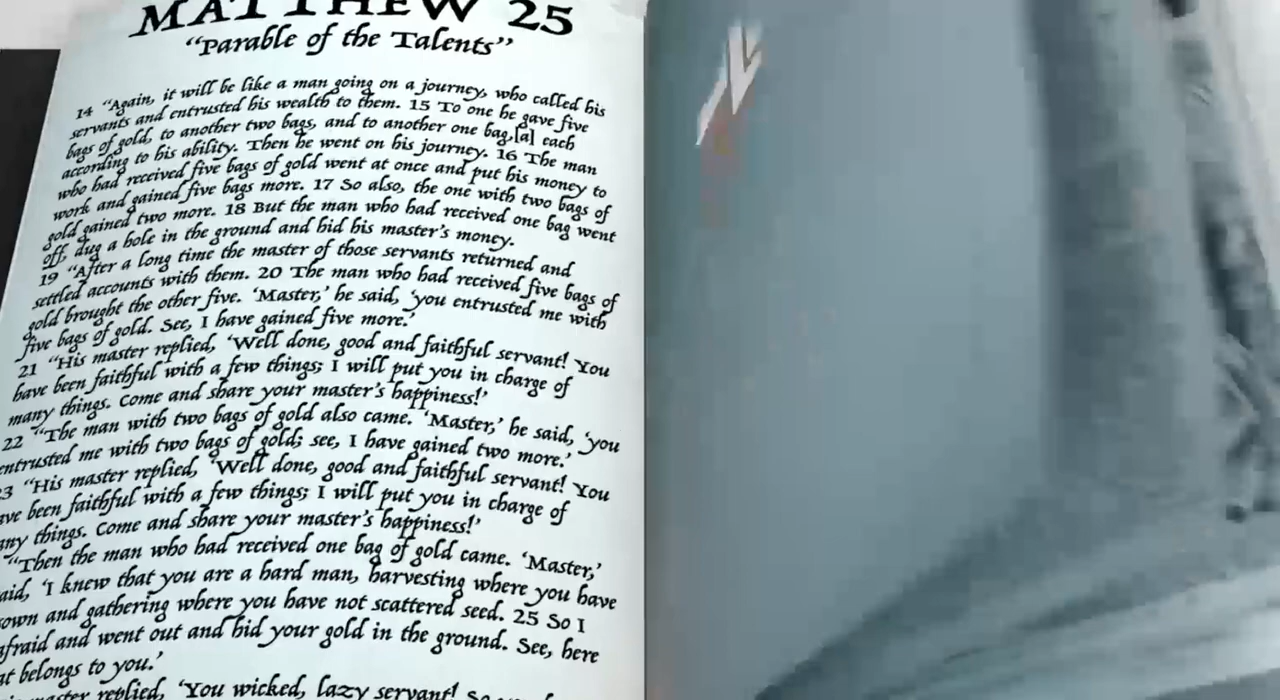 MATTHEW 25
"Parable of the Talents"
14 "Again, it will be like a man going on a journey, who called his
servants and entrusted his wealth to them. 15 To one he gave five
bags of gold, to another two bags, and to another one bag,[a] each
according to his ability. Then he went on his journey. 16 The man
who had received five bags of gold went at once and put his money to
work and gained five bags more. 17 So also, the one with two bags of
gold gained two more. 18 But the man who had received one bag went
off, dug a hole in the ground and hid his master's money.
19 "After a long time the master of those servants returned and
settled accounts with them. 20 The man who had received five bags of
gold brought the other five. 'Master,' he said, 'you entrusted me with
five bags of gold. See, I have gained five more.'
21 "His master replied, 'Well done, good and faithful servant! You
have been faithful with a few things; I will put you in charge of
many things. Come and share your master's happiness!'
22 "The man with two bags of gold also came. 'Master,' he said, 'you
entrusted me with two bags of gold; see, I have gained two more.'
3 "His master replied, 'Well done, good and faithful servant! You
ave been faithful with a few things; I will put you in charge of
any things. Come and share your master's happiness!'
"Then the man who had received one bag of gold came. 'Master,'
aid, 'I knew that you are a hard man, harvesting where you have
own and gathering where you have not scattered seed. 25 So I
afraid and went out and hid your gold in the ground. See, here
at belongs to you.'
master replied, 'You wicked, lazy servant!